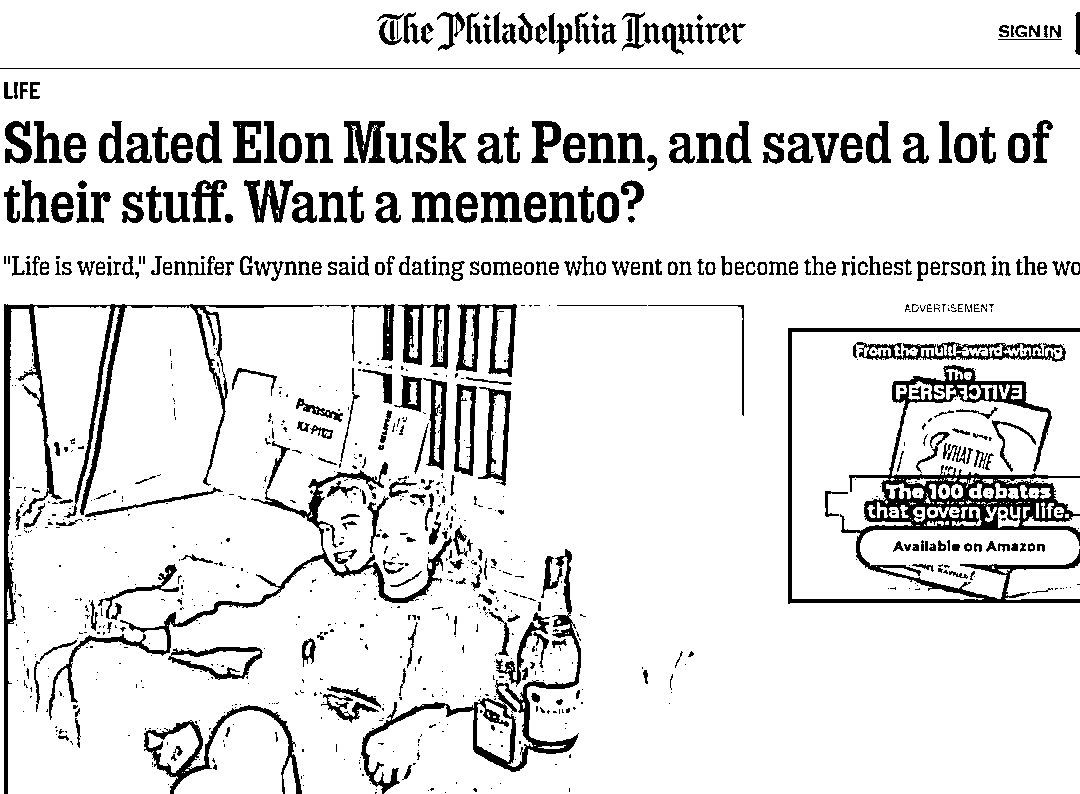 The Philadelphia Inquirer
SIGN IN
LIFE
She dated Elon Musk at Penn, and saved a lot of
their stuff. Want a memento?
"Life is weird," Jennifer Gwynne said of dating someone who went on to become the richest person in the wo
ADVERTISEMENT
From the multi-award-winning
The
PERSPECTIVE
WHAT THE
The 100 debates
that govern your life.
Available on Amazon
Panasonic